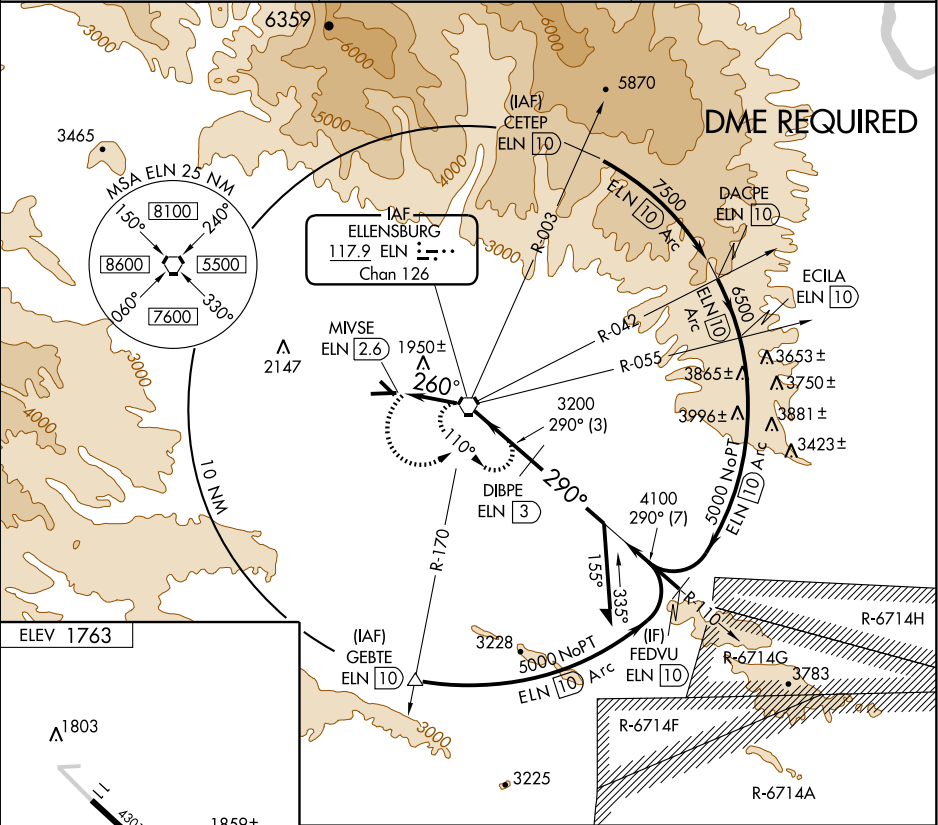 3000
6359
6000
6000
5870
(IAF)
CETEP
ELN 10
DME REQUIRED
5000
3465
4000
MSA ELN 25 NM
150°
8100
240°
8600
5500
060°
7600
330°
IAF
ELLENSBURG
117.9 ELN
Chan 126
3000
R-003
7500
ELN 10 Arc
DACPE
ELN 10
6500
ELN 10
Arc
ECILA
ELN 10
R-042
R-055
MIVSE
ELN 2.6
1950±
2147
260°
3653±
3865±
3750±
3996±
3881±
3423±
3000
4000
3200
290° (3)
110°
DIBPE
ELN 3
290°
4100
290° (7)
5000 NoPT
ELN 10 Arc
10 NM
R-170
155°
335°
R-110
R-6714H
R-6714G
3783
(IF)
FEDVU
ELN 10
(IAF)
GEBTE
ELN 10
3228
5000 NoPT
ELN 10 Arc
R-6714F
3000
3225
R-6714A
ELEV 1763
1803
11
1859±